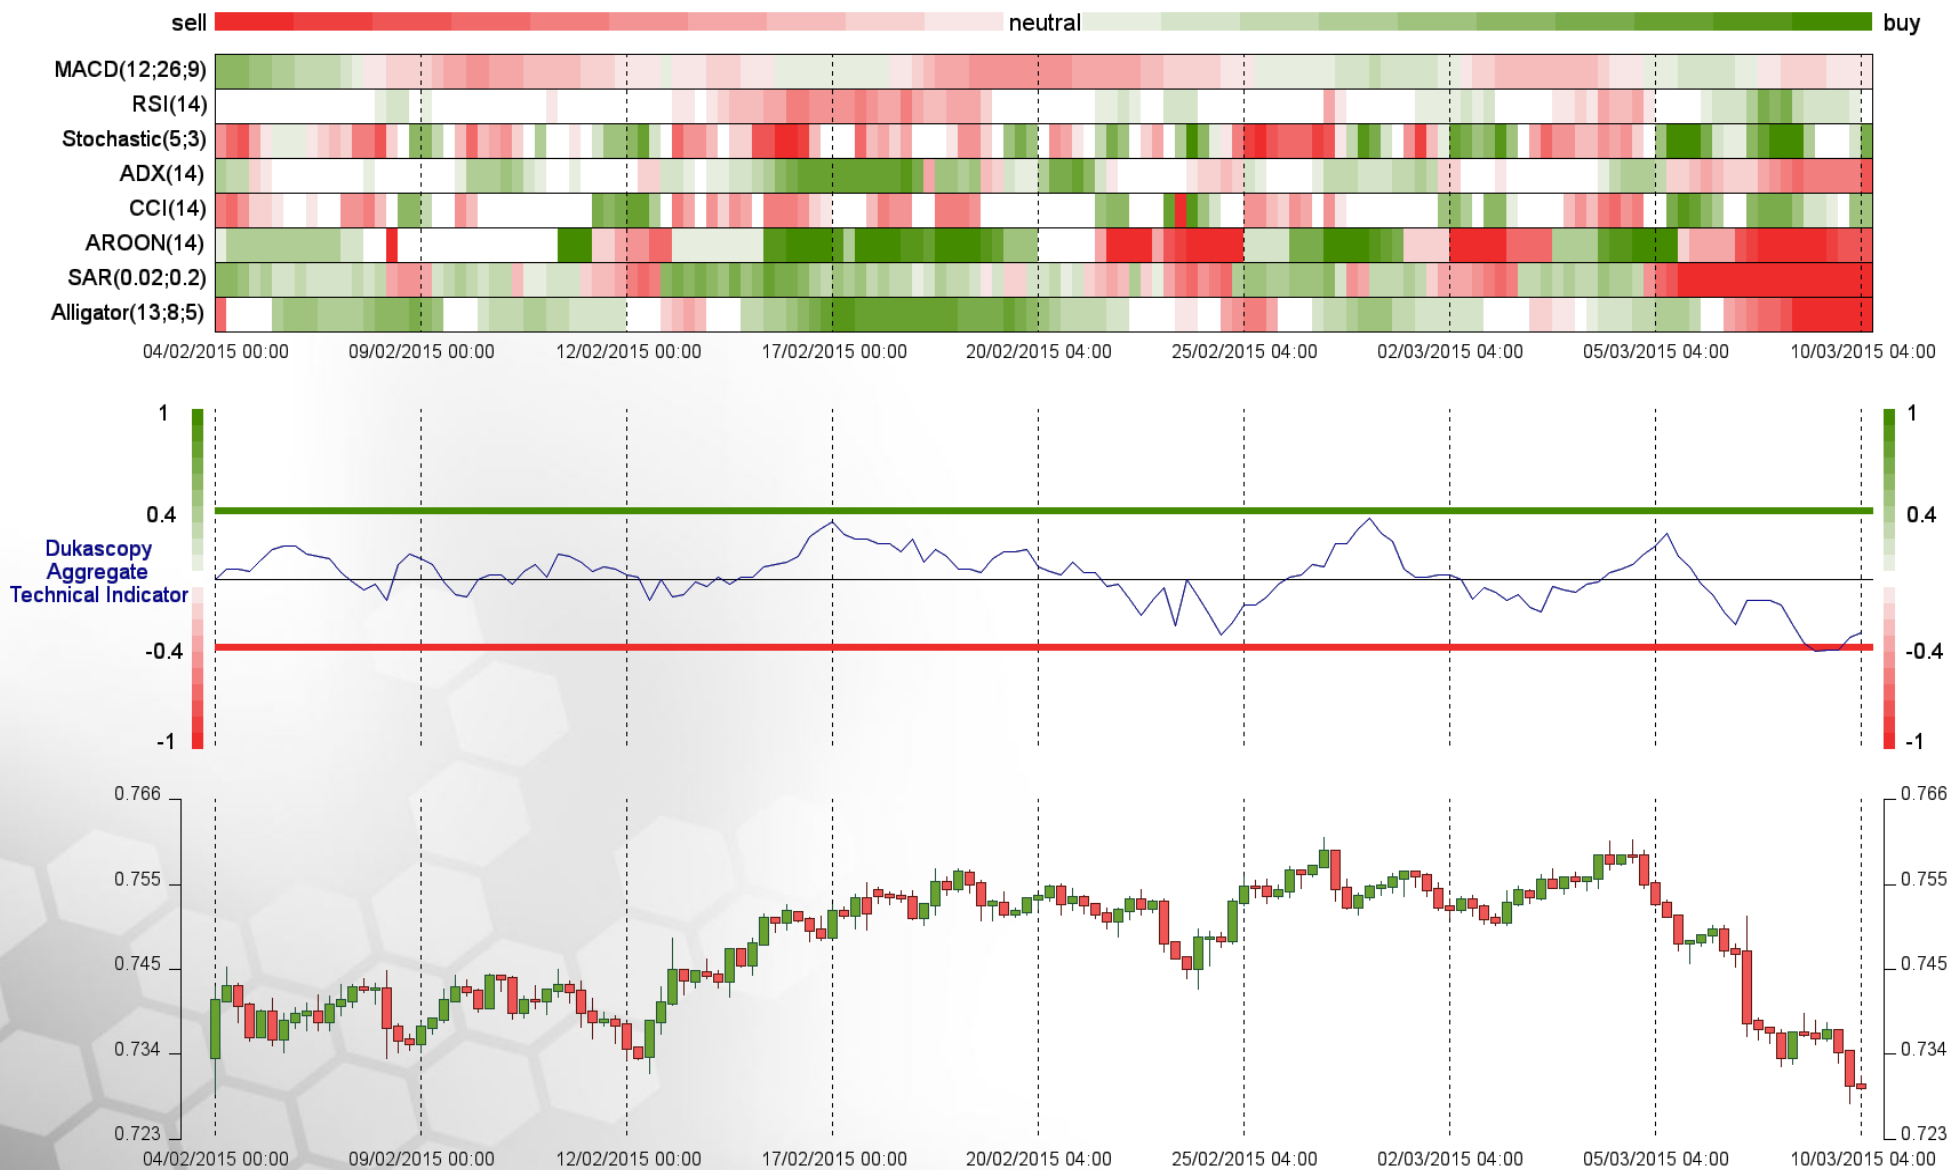 sell neutral buy
MACD(12;26;9)
RSI(14)
Stochastic(5;3)
ADX(14)
CCI(14)
AROON(14)
SAR(0.02;0.2)
Alligator(13;8;5)
04/02/2015 00:00 09/02/2015 00:00 12/02/2015 00:00 17/02/2015 00:00 20/02/2015 04:00 25/02/2015 04:00 02/03/2015 04:00 05/03/2015 04:00 10/03/2015 04:00
1 1
0.4 0.4
Dukascopy
Aggregate
Technical Indicator
-0.4 -0.4
-1 -1
0.766 0.766
0.755 0.755
0.745 0.745
0.734 0.734
0.723 0.723
04/02/2015 00:00 09/02/2015 00:00 12/02/2015 00:00 17/02/2015 00:00 20/02/2015 04:00 25/02/2015 04:00 02/03/2015 04:00 05/03/2015 04:00 10/03/2015 04:00